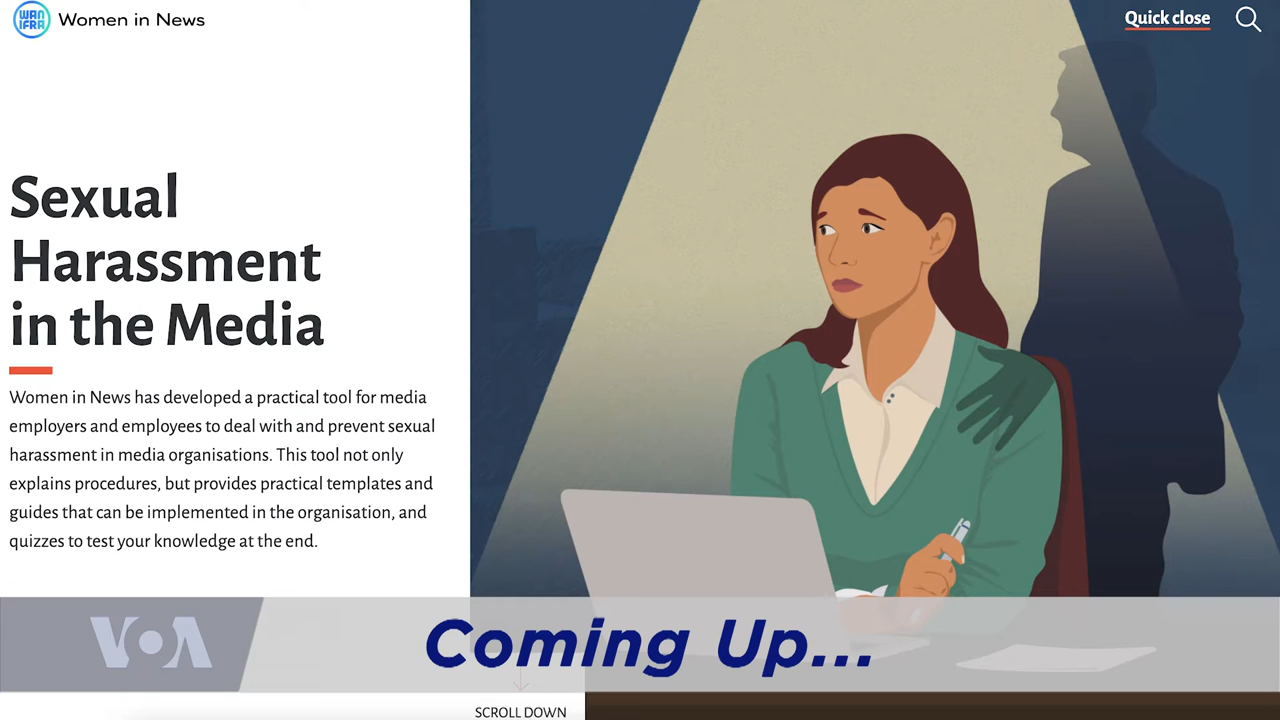 WAN
IFRA
Women in News
Quick close
Sexual
Harassment
in the Media
Women in News has developed a practical tool for media
employers and employees to deal with and prevent sexual
harassment in media organisations. This tool not only
explains procedures, but provides practical templates and
guides that can be implemented in the organisation, and
quizzes to test your knowledge at the end.
VOA
Coming Up...
SCROLL DOWN